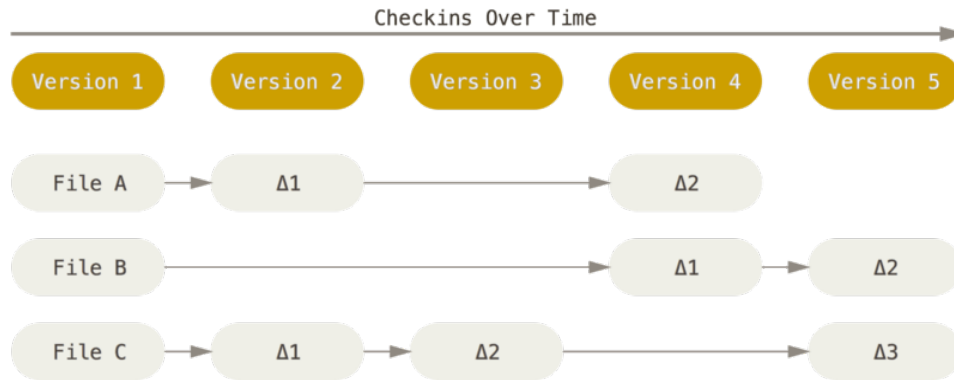 Checkins Over Time
Version 1 Version 2 Version 3 Version 4 Version 5
File A Δ1 Δ2
File B Δ1 Δ2
File C Δ1 Δ2 Δ3